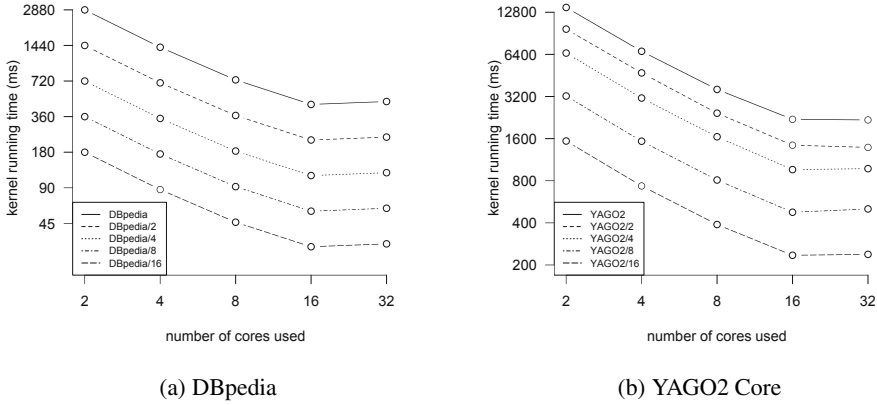 kernel running time (ms)
2880
1440
720
360
180
90
45
DBpedia
DBpedia/2
DBpedia/4
DBpedia/8
DBpedia/16
2 4 8 16 32
number of cores used
(a) DBpedia
kernel running time (ms)
12800
6400
3200
1600
800
400
200
YAGO2
YAGO2/2
YAGO2/4
YAGO2/8
YAGO2/16
2 4 8 16 32
number of cores used
(b) YAGO2 Core